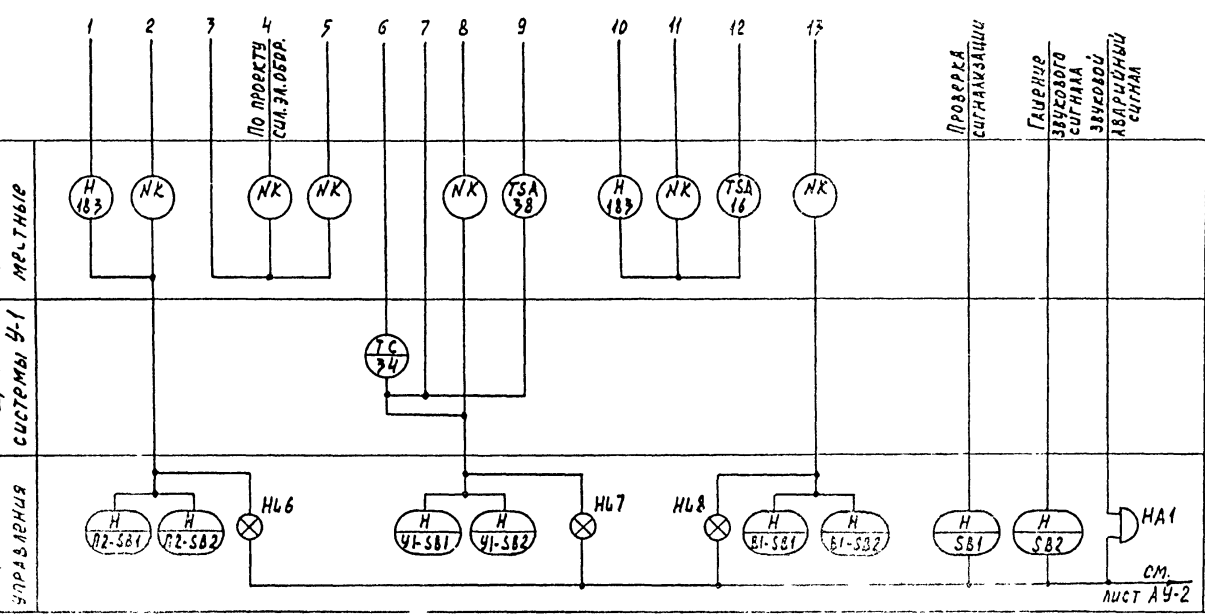 1 2 3 4 5 6 7 8 9 10 11 12 13
ПО ПРОЕКТУ
СИЛ.ЭЛ.ОБОР.
ПРОВЕРКА
СИГНАЛИЗАЦИИ
ГАШЕНИЕ
ЗВУКОВОГО
СИГНАЛА
ЗВУКОВОЙ
АВАРИЙНЫЙ
СИГНАЛ
МЕСТНЫЕ
H
183
NK
NK
NK
NK
TSA
38
H
183
NK
TSA
16
NK
СИСТЕМЫ У-1
TC
34
УПРАВЛЕНИЯ
H
П2-SB1
H
П2-SB2
HL6
H
У1-SB1
H
У1-SB2
HL7
HL8
H
В1-SB1
H
В1-SB2
H
SB1
H
SB2
HA1
СМ.
ЛИСТ АУ-2